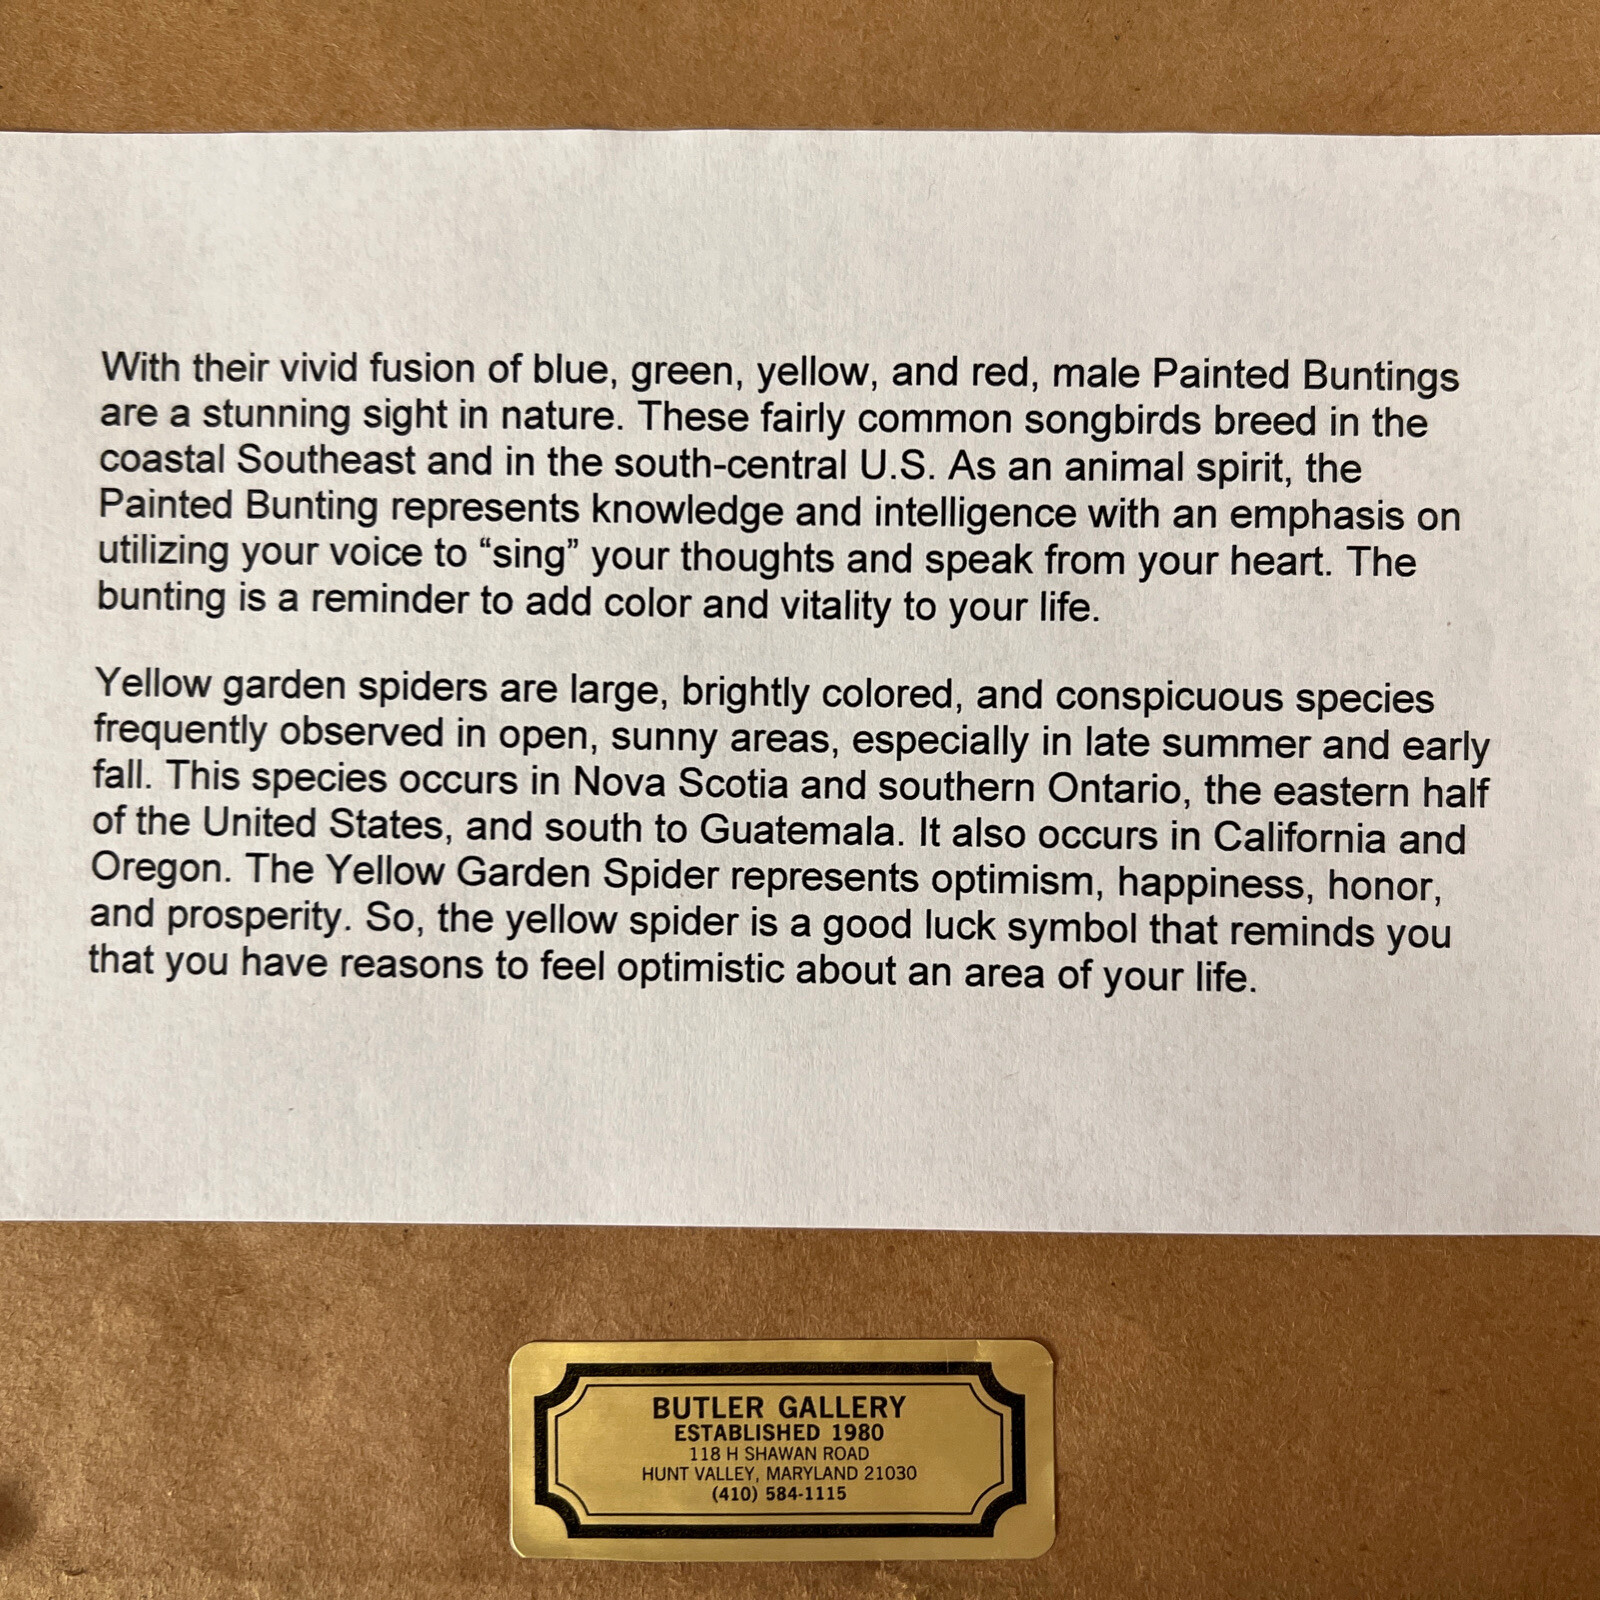 With their vivid fusion of blue, green, yellow, and red, male Painted Buntings
are a stunning sight in nature. These fairly common songbirds breed in the
coastal Southeast and in the south-central U.S. As an animal spirit, the
Painted Bunting represents knowledge and intelligence with an emphasis on
utilizing your voice to “sing” your thoughts and speak from your heart. The
bunting is a reminder to add color and vitality to your life.
Yellow garden spiders are large, brightly colored, and conspicuous species
frequently observed in open, sunny areas, especially in late summer and early
fall. This species occurs in Nova Scotia and southern Ontario, the eastern half
of the United States, and south to Guatemala. It also occurs in California and
Oregon. The Yellow Garden Spider represents optimism, happiness, honor,
and prosperity. So, the yellow spider is a good luck symbol that reminds you
that you have reasons to feel optimistic about an area of your life.
BUTLER GALLERY
ESTABLISHED 1980
118 H SHAWAN ROAD
HUNT VALLEY, MARYLAND 21030
(410) 584-1115